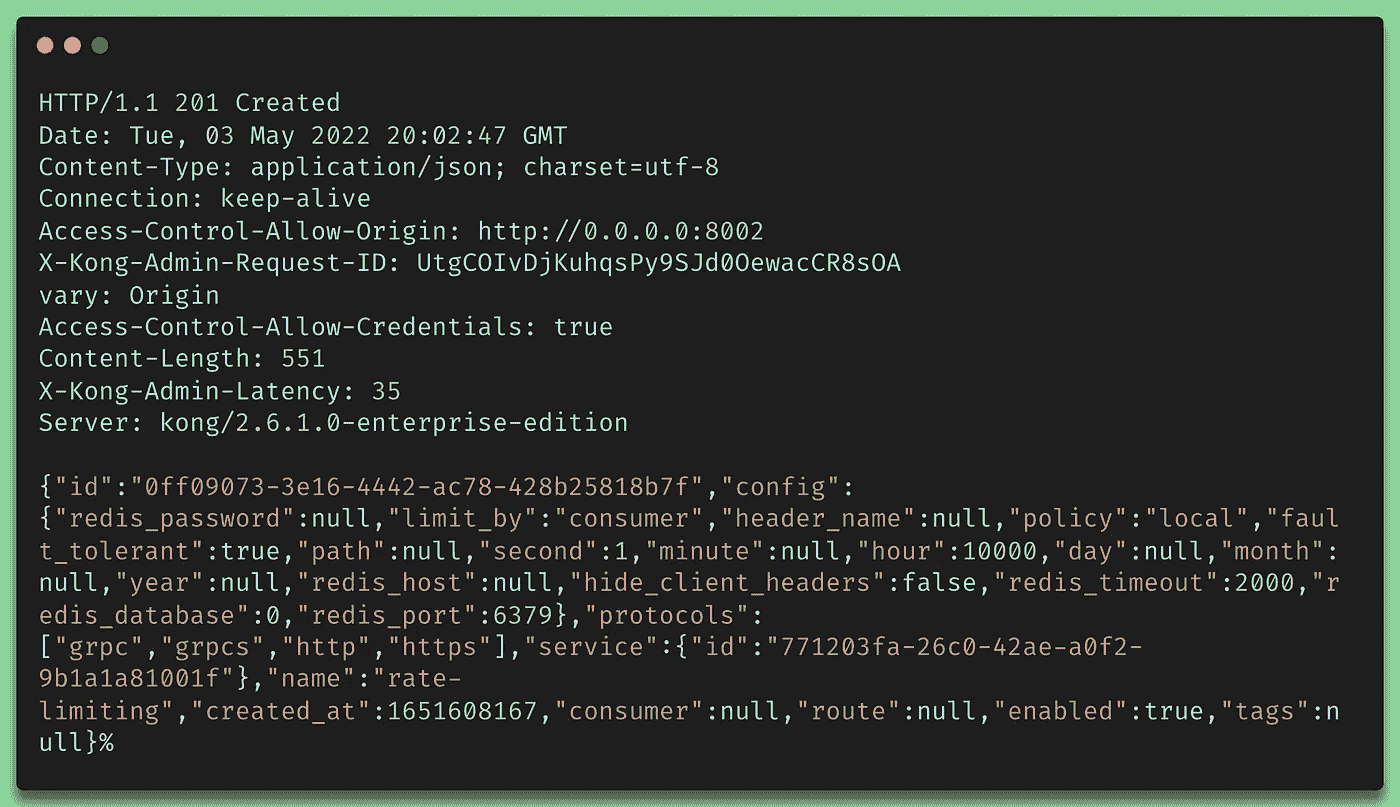 HTTP/1.1 201 Created
Date: Tue, 03 May 2022 20:02:47 GMT
Content-Type: application/json; charset=utf-8
Connection: keep-alive
Access-Control-Allow-Origin: http://0.0.0.0:8002
X-Kong-Admin-Request-ID: UtgCOIvDjKuhqsPy9SJd0OewacCR8sOA
vary: Origin
Access-Control-Allow-Credentials: true
Content-Length: 551
X-Kong-Admin-Latency: 35
Server: kong/2.6.1.0-enterprise-edition
{"id":"0ff09073-3e16-4442-ac78-428b25818b7f","config":
{"redis_password":null,"limit_by":"consumer","header_name":null,"policy":"local","faul
t_tolerant":true,"path":null,"second":1,"minute":null,"hour":10000,"day":null,"month":
null,"year":null,"redis_host":null,"hide_client_headers":false,"redis_timeout":2000,"r
edis_database":0,"redis_port":6379},"protocols":
["grpc","grpcs","http","https"],"service":{"id":"771203fa-26c0-42ae-a0f2-
9b1a1a81001f"},"name":"rate-
limiting","created_at":1651608167,"consumer":null,"route":null,"enabled":true,"tags":n
ull}%